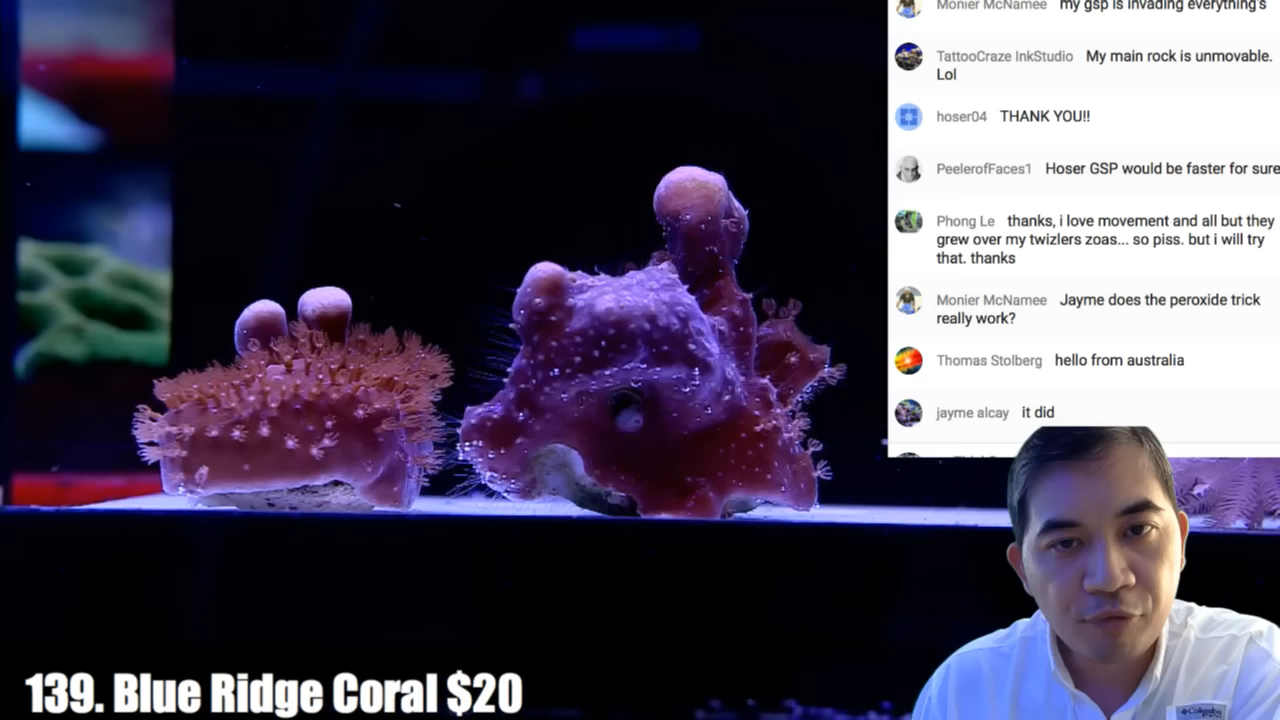 Monier McNamee my gsp is invading everything's
TattooCraze InkStudio My main rock is unmovable.
Lol
hoser04 THANK YOU!!
PeelerofFaces1 Hoser GSP would be faster for sure
Phong Le thanks, i love movement and all but they
grew over my twizlers zoas... so piss. but i will try
that. thanks
Monier McNamee Jayme does the peroxide trick
really work?
Thomas Stolberg hello from australia
jayme alcay it did
Columbia
139. Blue Ridge Coral $20